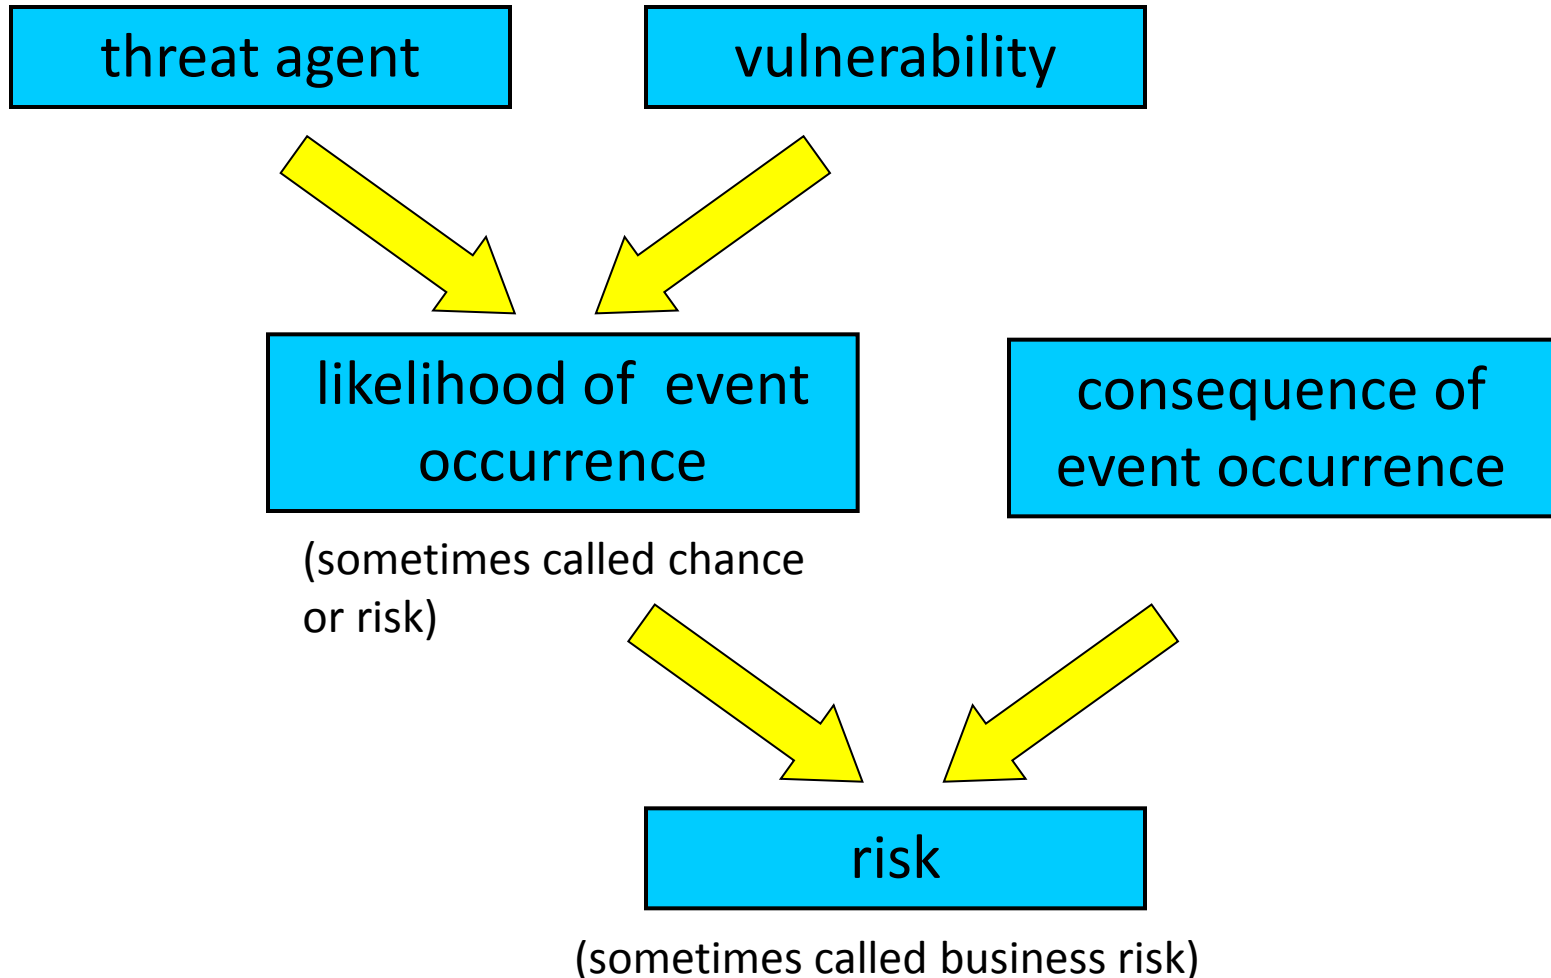 threat agent
vulnerability
likelihood of  event
occurrence
consequence of
event occurrence
(sometimes called chance
or risk)
risk
(sometimes called business risk)